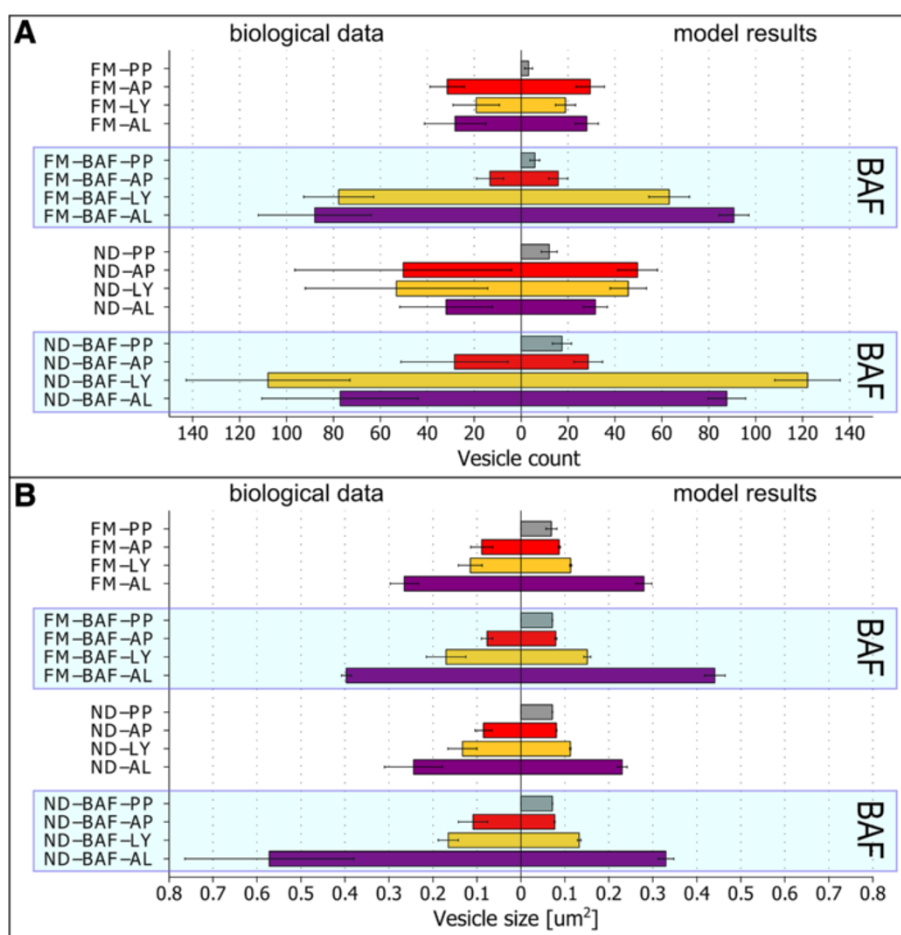 A
biological data
model results
FM-PP
FM-AP
FM-LY
FM-AL
FM-BAF-PP
FM-BAF-AP
FM-BAF-LY
FM-BAF-AL
BAF
ND-PP
ND-AP
ND-LY
ND-AL
ND-BAF-PP
ND-BAF-AP
ND-BAF-LY
ND-BAF-AL
BAF
140 120 100 80 60 40 20 0 20 40 60 80 100 120 140
Vesicle count
B
biological data
model results
FM-PP
FM-AP
FM-LY
FM-AL
FM-BAF-PP
FM-BAF-AP
FM-BAF-LY
FM-BAF-AL
BAF
ND-PP
ND-AP
ND-LY
ND-AL
ND-BAF-PP
ND-BAF-AP
ND-BAF-LY
ND-BAF-AL
BAF
0.8 0.7 0.6 0.5 0.4 0.3 0.2 0.1 0 0.1 0.2 0.3 0.4 0.5 0.6 0.7 0.8
Vesicle size [um²]